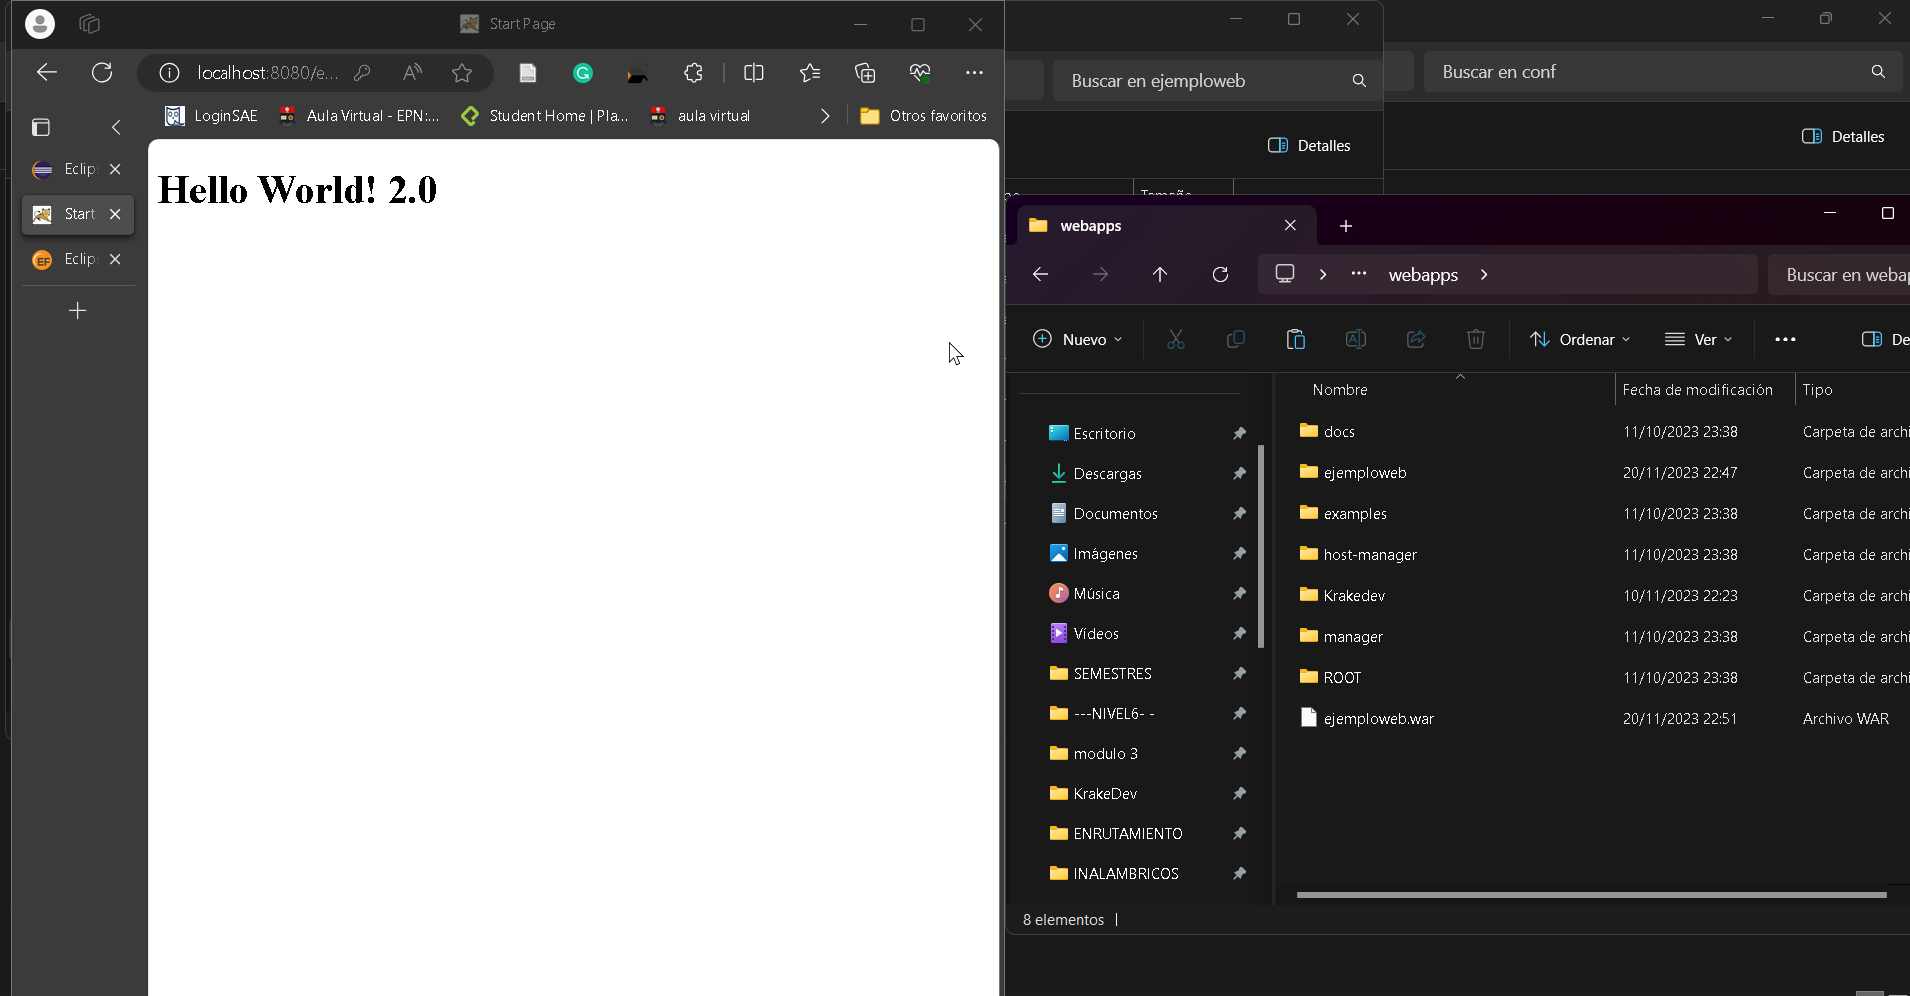 Start Page
localhost:8080/e...
LoginSAE
Aula Virtual - EPN:...
Student Home | Pla...
aula virtual
Otros favoritos
Eclip
Start
Eclip
Hello World! 2.0
Buscar en ejemploweb
Detalles
Tamaño
Buscar en conf
Detalles
webapps
webapps
Buscar en webap
Nuevo
Ordenar
Ver
De
Nombre
Fecha de modificación
Tipo
Escritorio
Descargas
Documentos
Imágenes
Música
Vídeos
SEMESTRES
---NIVEL6- -
modulo 3
KrakeDev
ENRUTAMIENTO
INALAMBRICOS
docs 11/10/2023 23:38 Carpeta de archi
ejemploweb 20/11/2023 22:47 Carpeta de archi
examples 11/10/2023 23:38 Carpeta de archi
host-manager 11/10/2023 23:38 Carpeta de archi
Krakedev 10/11/2023 22:23 Carpeta de archi
manager 11/10/2023 23:38 Carpeta de archi
ROOT 11/10/2023 23:38 Carpeta de archi
ejemploweb.war 20/11/2023 22:51 Archivo WAR
8 elementos